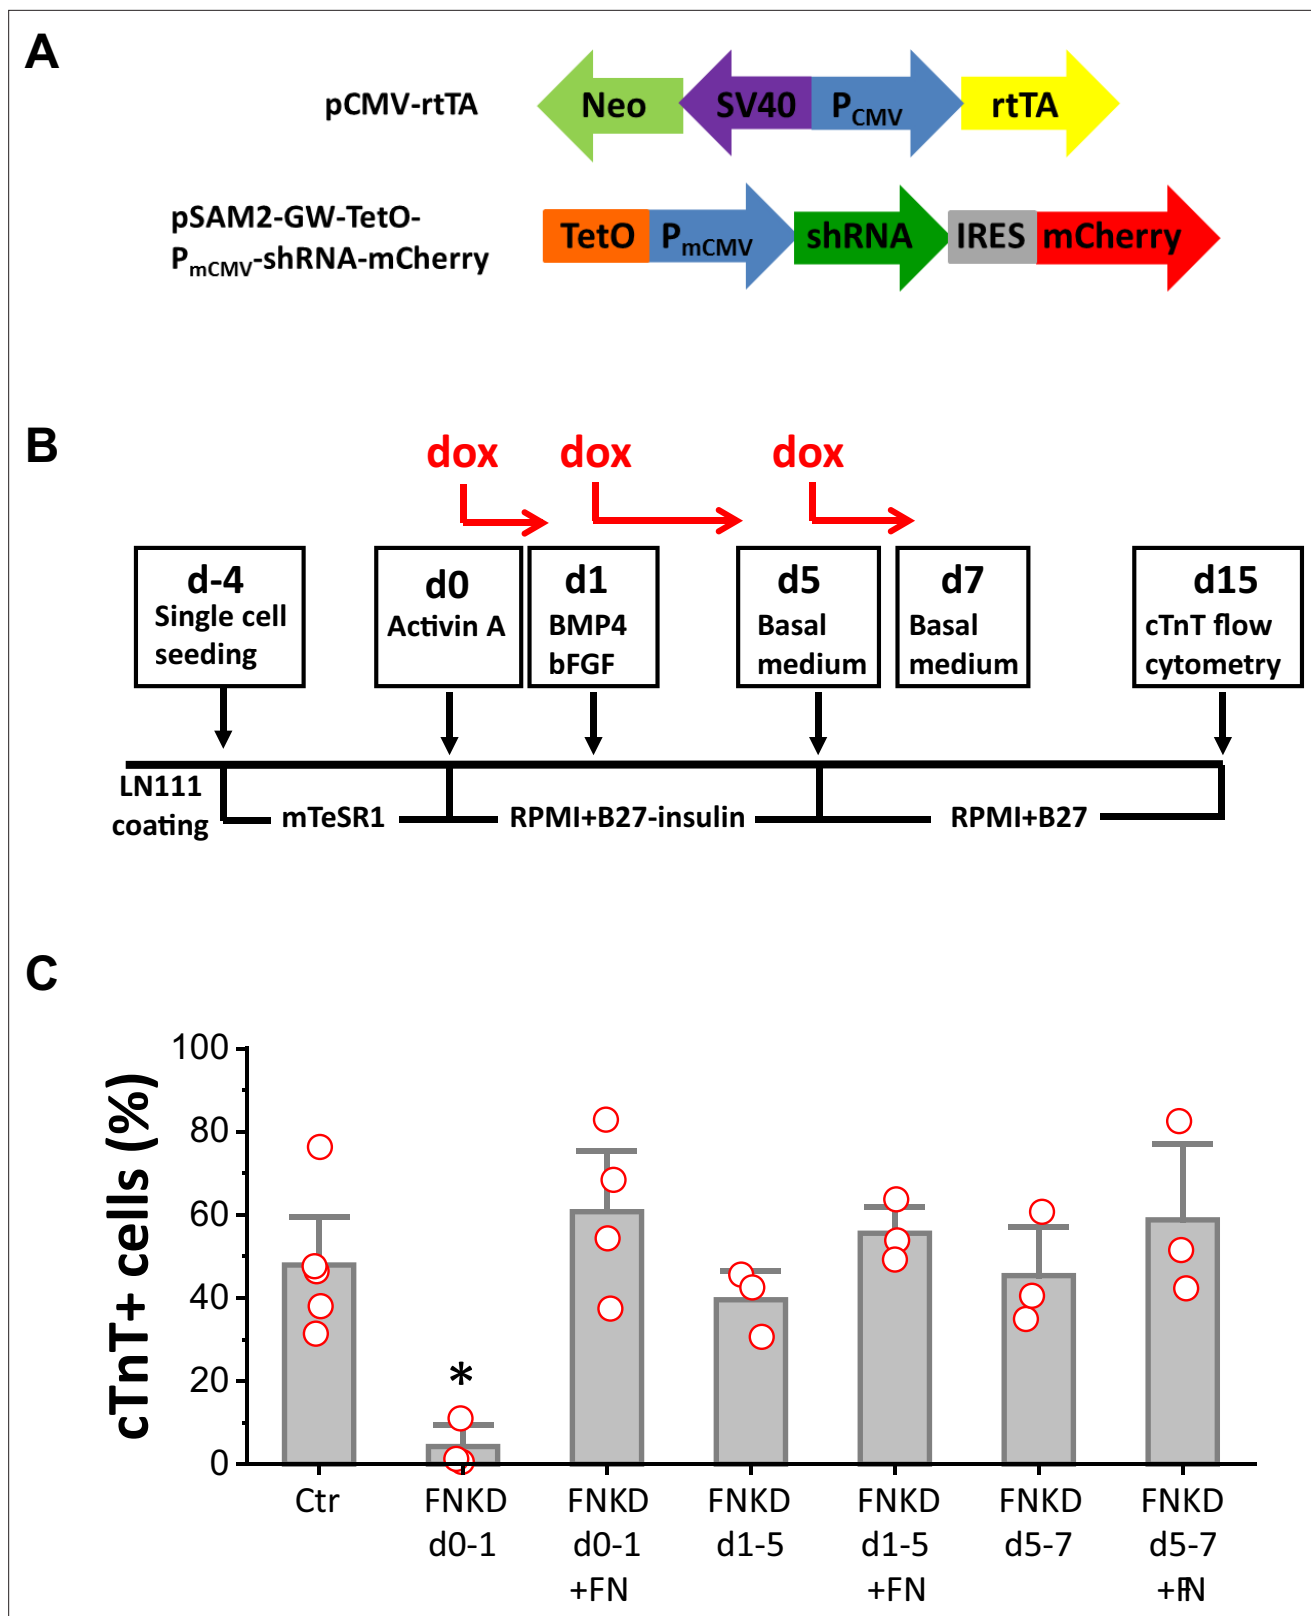 A
pCMV-rtTA
Neo SV40 PCMV rtTA
pSAM2-GW-TetO-
PmCMV-shRNA-mCherry
TetO PmCMV shRNA IRES mCherry
B
dox dox dox
d-4
Single cell
seeding
d0
Activin A
d1
BMP4
bFGF
d5
Basal
medium
d7
Basal
medium
d15
cTnT flow
cytometry
LN111
coating
mTeSR1
RPMI+B27-insulin
RPMI+B27
C
cTnT+ cells (%)
100
80
60
40
20
0
*
Ctr
FNKD
d0-1
FNKD
d0-1
+FN
FNKD
d1-5
FNKD
d1-5
+FN
FNKD
d5-7
FNKD
d5-7
+FN